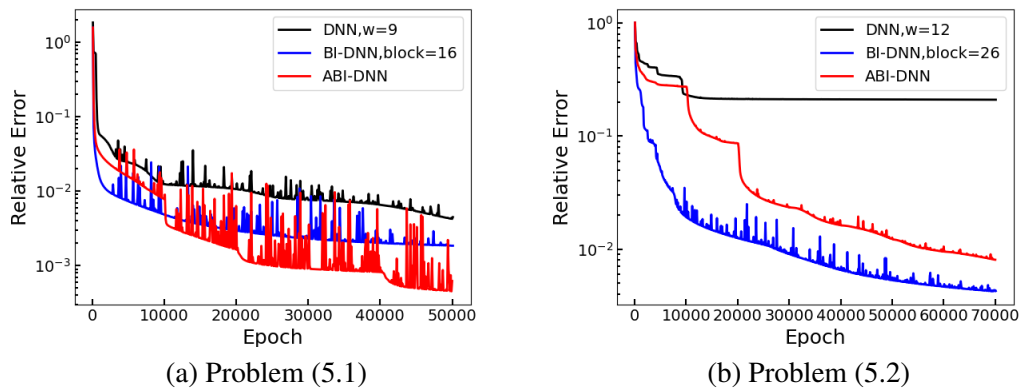 DNN,w=9
BI-DNN,block=16
ABI-DNN
Relative Error
10⁰
10⁻¹
10⁻²
10⁻³
0 10000 20000 30000 40000 50000
Epoch
(a) Problem (5.1)
DNN,w=12
BI-DNN,block=26
ABI-DNN
Relative Error
10⁰
10⁻¹
10⁻²
0 10000 20000 30000 40000 50000 60000 70000
Epoch
(b) Problem (5.2)